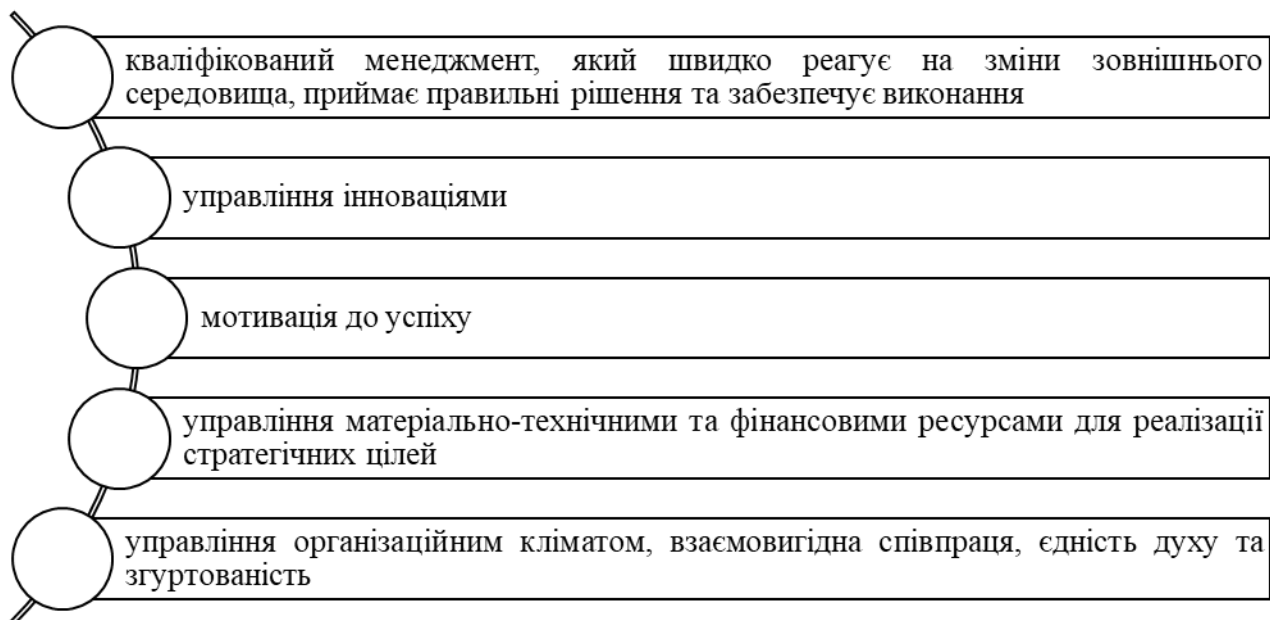 кваліфікований менеджмент, який швидко реагує на зміни зовнішнього
середовища, приймає правильні рішення та забезпечує виконання
управління інноваціями
мотивація до успіху
управління матеріально-технічними та фінансовими ресурсами для реалізації
стратегічних цілей
управління організаційним кліматом, взаємовигідна співпраця, єдність духу та
згуртованість